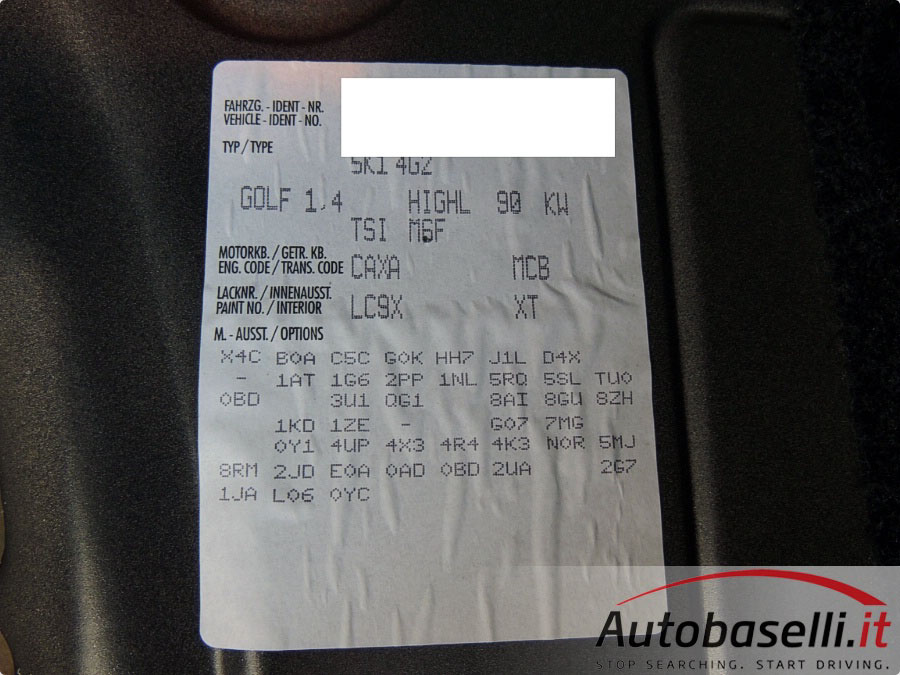 FAHRZG. - IDENT - NR.
VEHICLE - IDENT - NO.
TYP / TYPE
5K14G2
GOLF 1,4 HIGHL 90 KW
TSI M6F
MOTORKB. / GETR. KB.
ENG. CODE / TRANS. CODE CAXA MCB
LACKNR. / INNENAUSST.
PAINT NO. / INTERIOR LC9X XT
M. - AUSST. / OPTIONS
X4C B0A C5C G0K HH7 J1L D4X
- 1AT 1G6 2PP 1NL 5RQ 5SL TU0
0BD 3U1 0G1 8AI 8GU 8ZH
1KD 1ZE - G07 7MG
0Y1 4UP 4X3 4R4 4K3 N0R 5MJ
8RM 2JD E0A 0AD 0BD 2UA 2G7
1JA L06 0YC
Autobaselli.it
STOP SEARCHING. START DRIVING.